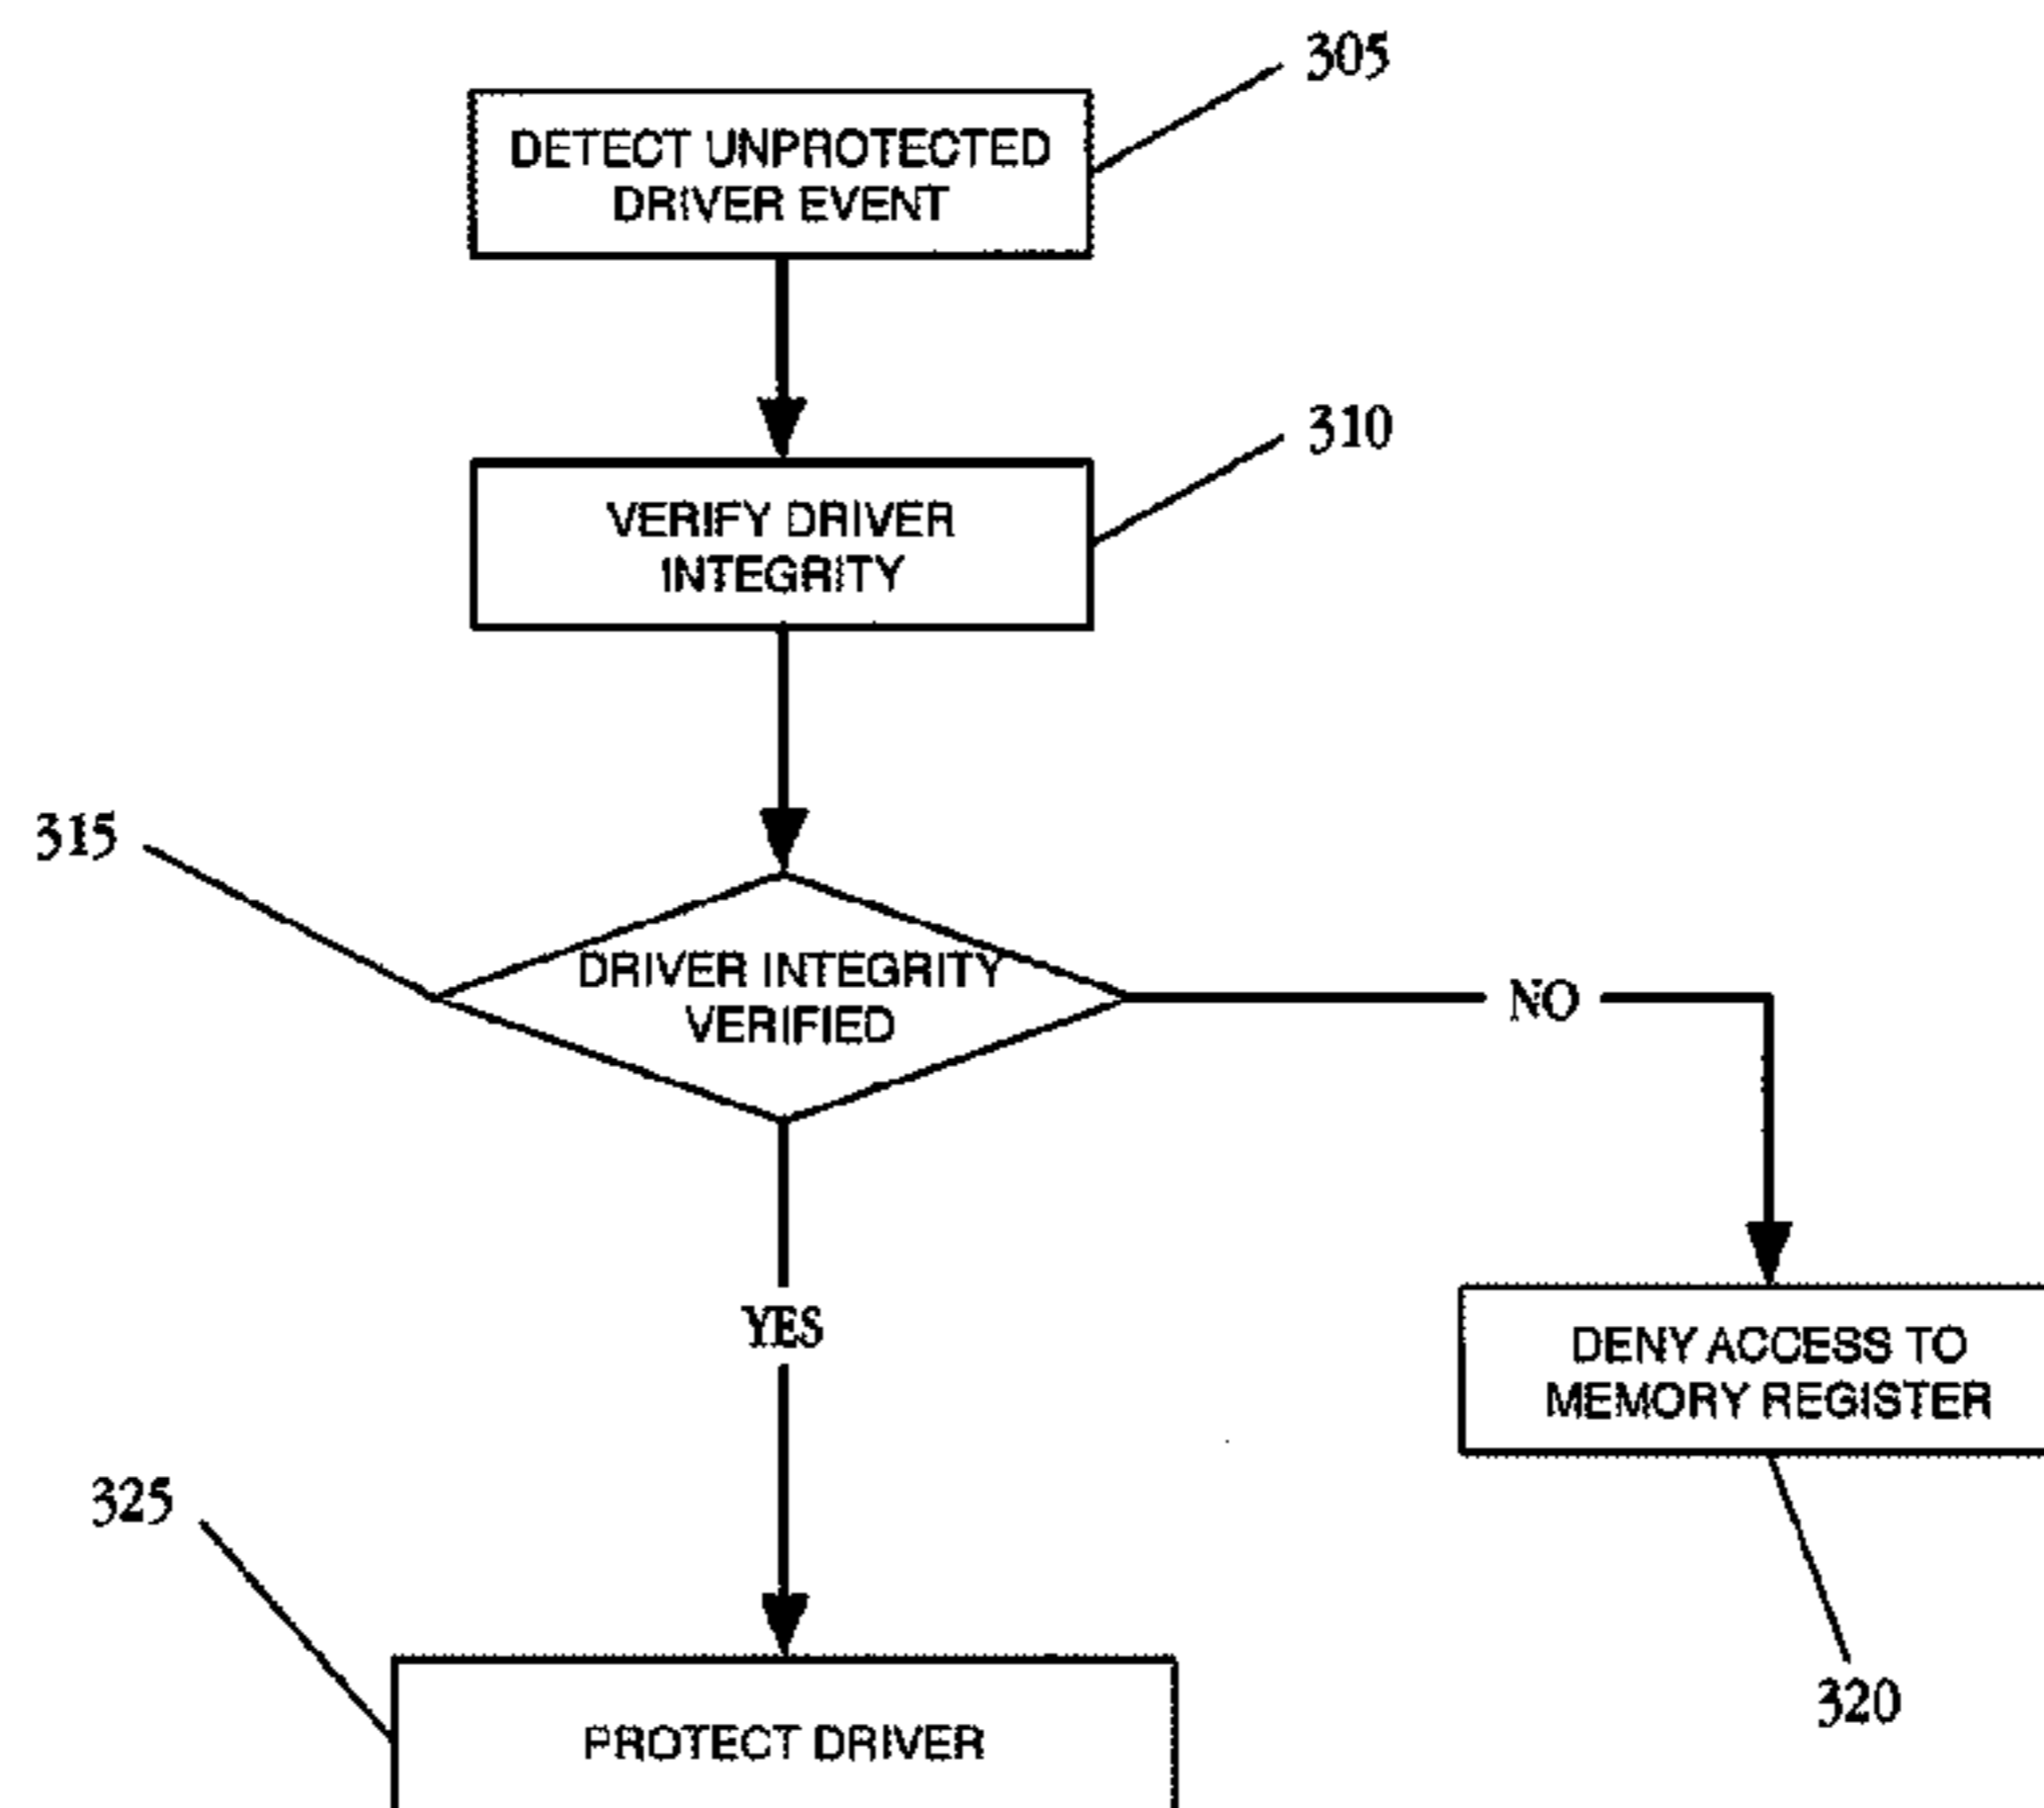 305
DETECT UNPROTECTED
DRIVER EVENT
310
VERIFY DRIVER
INTEGRITY
315
DRIVER INTEGRITY
VERIFIED
NO
YES
DENY ACCESS TO
MEMORY REGISTER
325
320
PROTECT DRIVER